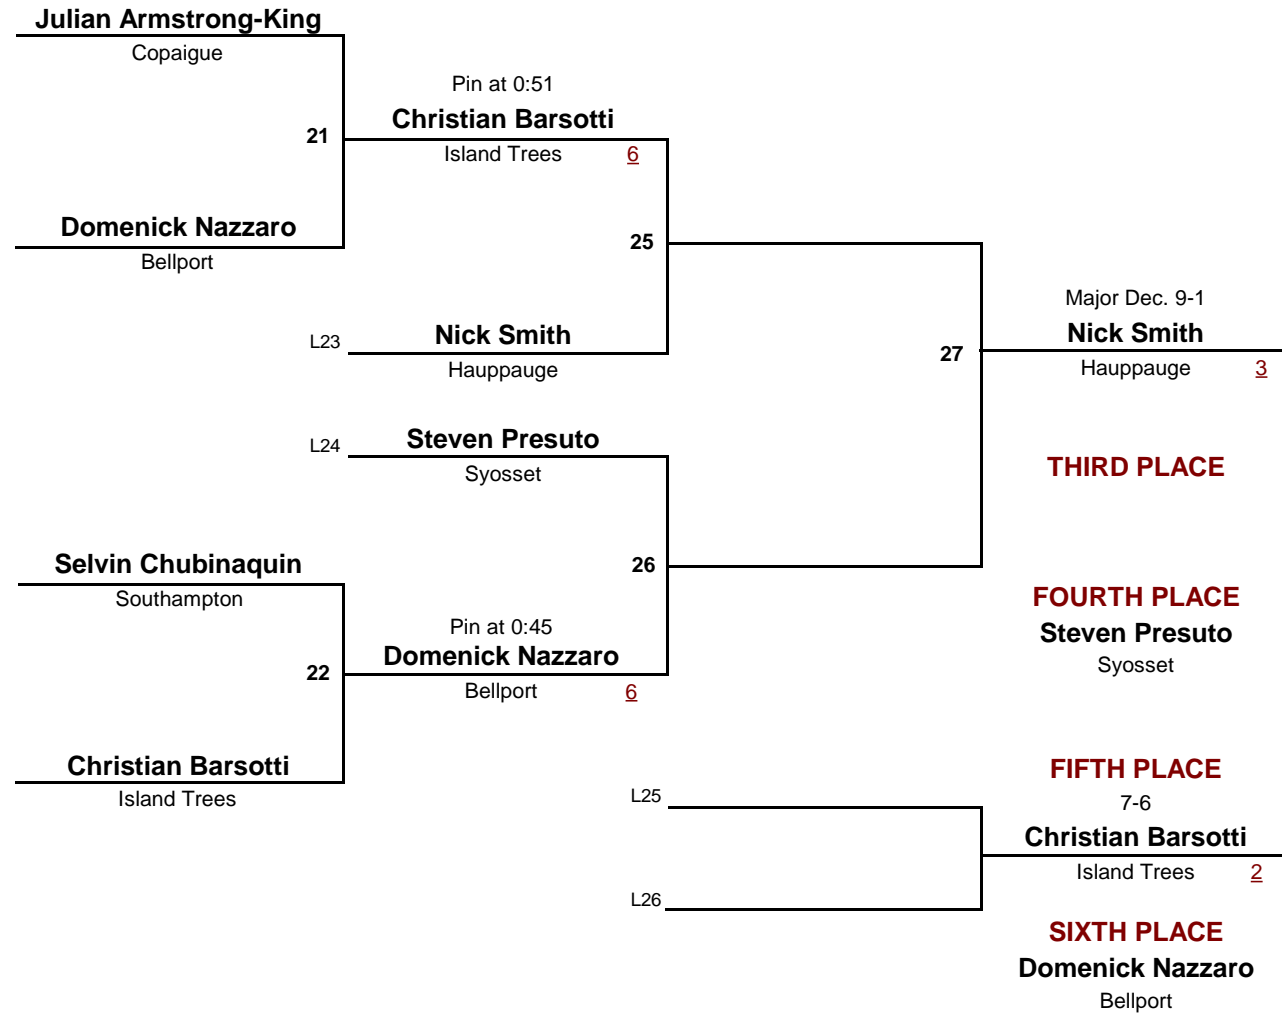 Julian Armstrong-King
Copaigue
Pin at 0:51
Christian Barsotti
21
Island Trees 6
Domenick Nazzaro
Bellport
25
Major Dec. 9-1
L23 Nick Smith
Hauppauge
27
Nick Smith
Hauppauge 3
L24 Steven Presuto
Syosset
THIRD PLACE
Selvin Chubinaquin
Southampton
26
FOURTH PLACE
Steven Presuto
Syosset
Pin at 0:45
Domenick Nazzaro
22
Bellport 6
Christian Barsotti
Island Trees
FIFTH PLACE
L25
7-6
Christian Barsotti
Island Trees 2
L26
SIXTH PLACE
Domenick Nazzaro
Bellport